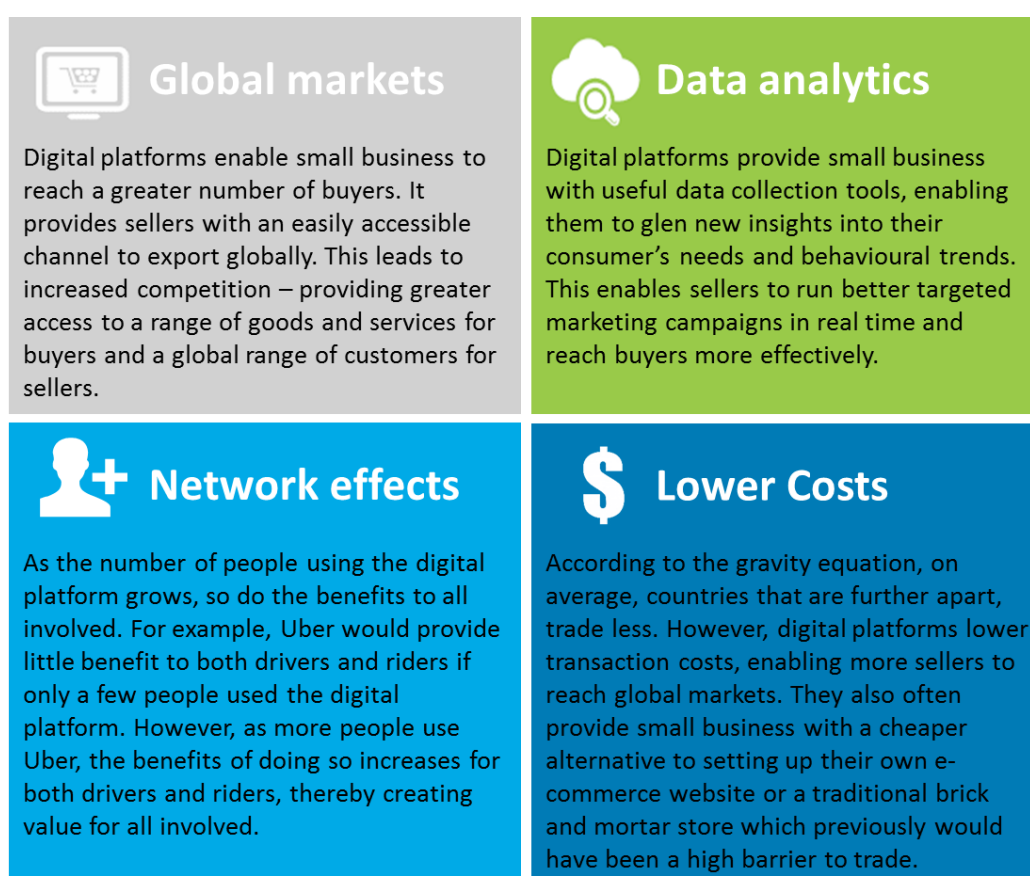 Global markets
Digital platforms enable small business to
reach a greater number of buyers. It
provides sellers with an easily accessible
channel to export globally. This leads to
increased competition – providing greater
access to a range of goods and services for
buyers and a global range of customers for
sellers.
Data analytics
Digital platforms provide small business
with useful data collection tools, enabling
them to glen new insights into their
consumer’s needs and behavioural trends.
This enables sellers to run better targeted
marketing campaigns in real time and
reach buyers more effectively.
Network effects
As the number of people using the digital
platform grows, so do the benefits to all
involved. For example, Uber would provide
little benefit to both drivers and riders if
only a few people used the digital
platform. However, as more people use
Uber, the benefits of doing so increases for
both drivers and riders, thereby creating
value for all involved.
$ Lower Costs
According to the gravity equation, on
average, countries that are further apart,
trade less. However, digital platforms lower
transaction costs, enabling more sellers to
reach global markets. They also often
provide small business with a cheaper
alternative to setting up their own e-
commerce website or a traditional brick
and mortar store which previously would
have been a high barrier to trade.